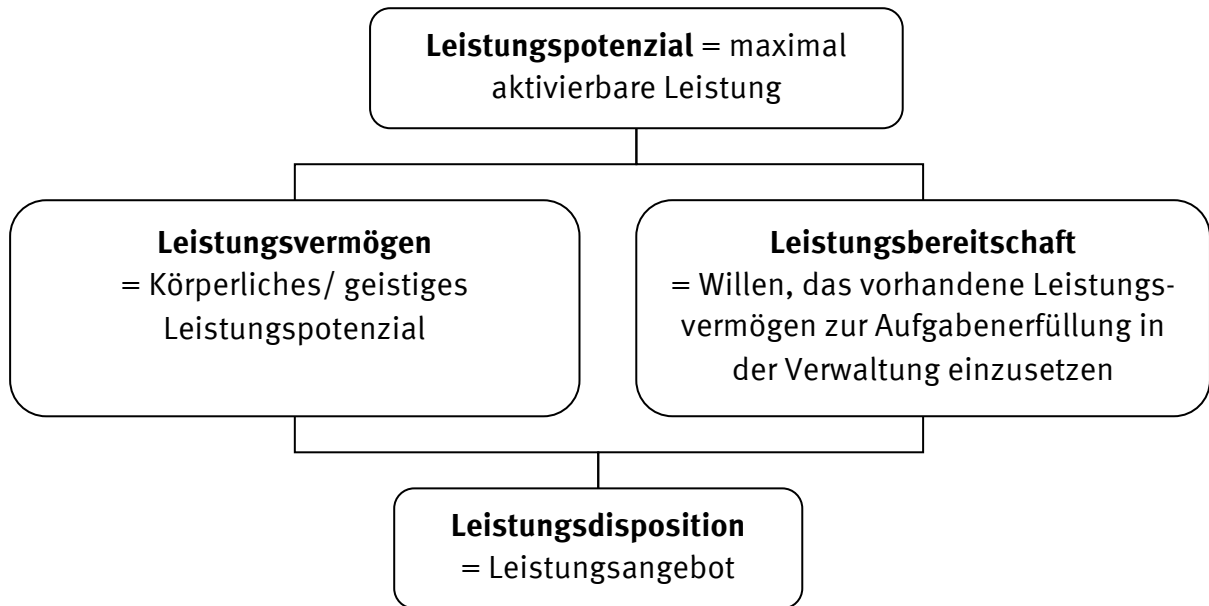 Leistungspotenzial = maximal
aktivierbare Leistung
Leistungsvermögen
= Körperliches/ geistiges
Leistungspotenzial
Leistungsbereitschaft
= Willen, das vorhandene Leistungs-
vermögen zur Aufgabenerfüllung in
der Verwaltung einzusetzen
Leistungsdisposition
= Leistungsangebot